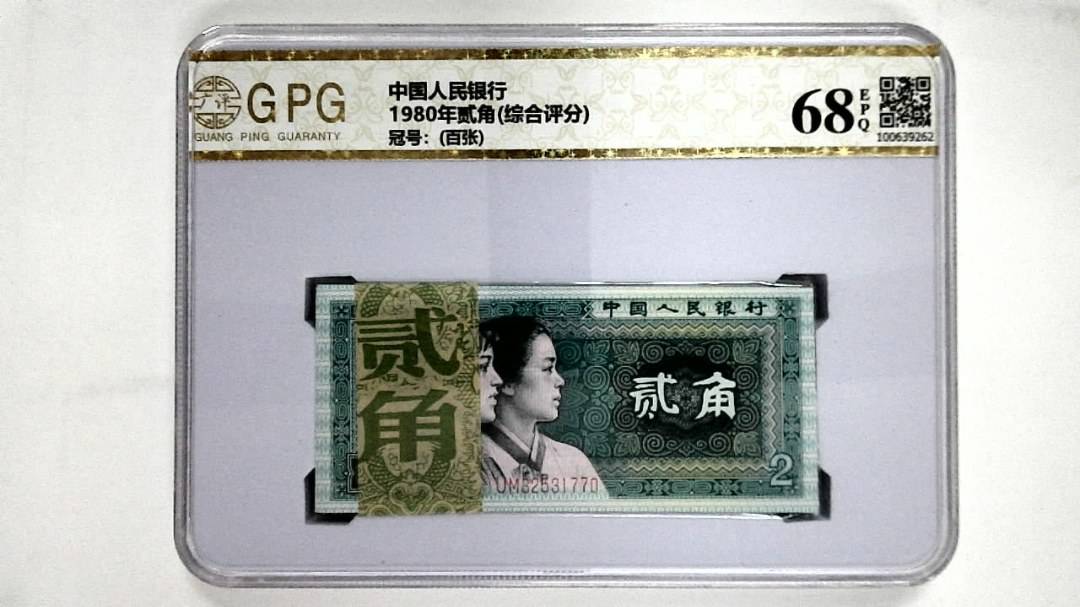 GPG
GUANG PING GUARANTY
中国人民银行
1980年贰角(综合评分)
冠号：(百张)
68 EPQ
100639262
中国人民银行
贰角
贰角
2
UM32531770